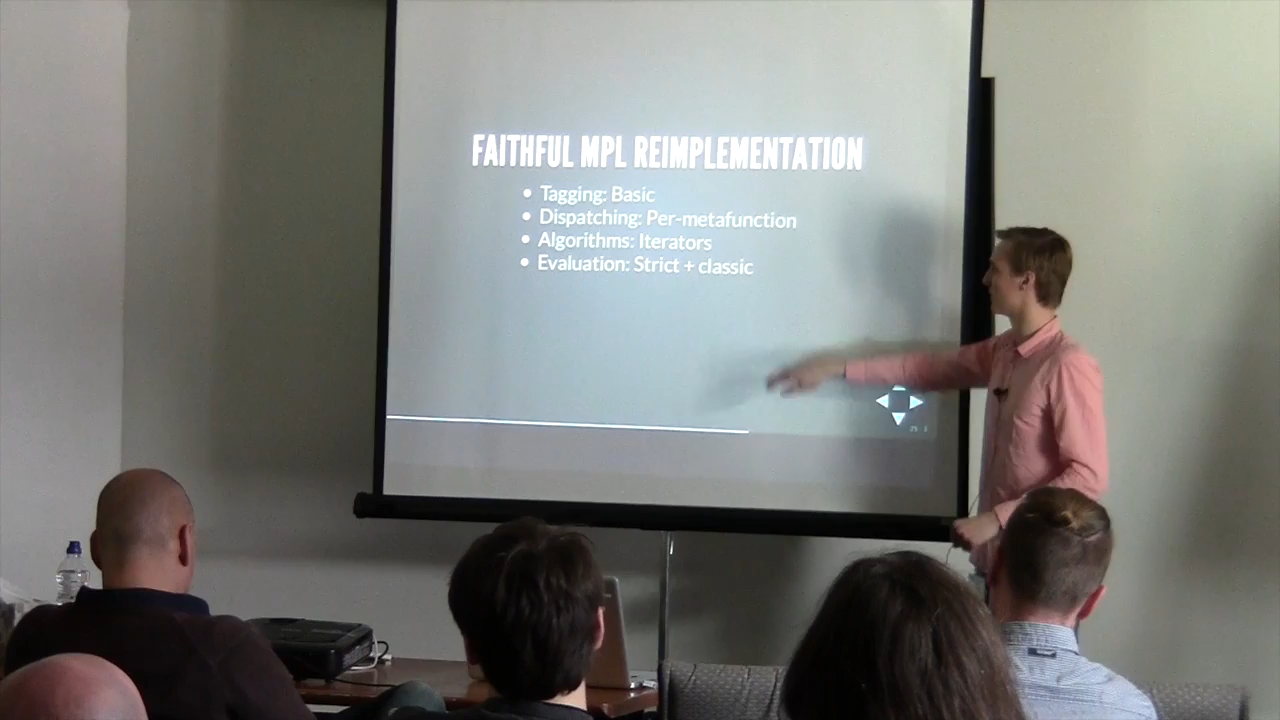 FAITHFUL MPL REIMPLEMENTATION
• Tagging: Basic
• Dispatching: Per-metafunction
• Algorithms: Iterators
• Evaluation: Strict + classic